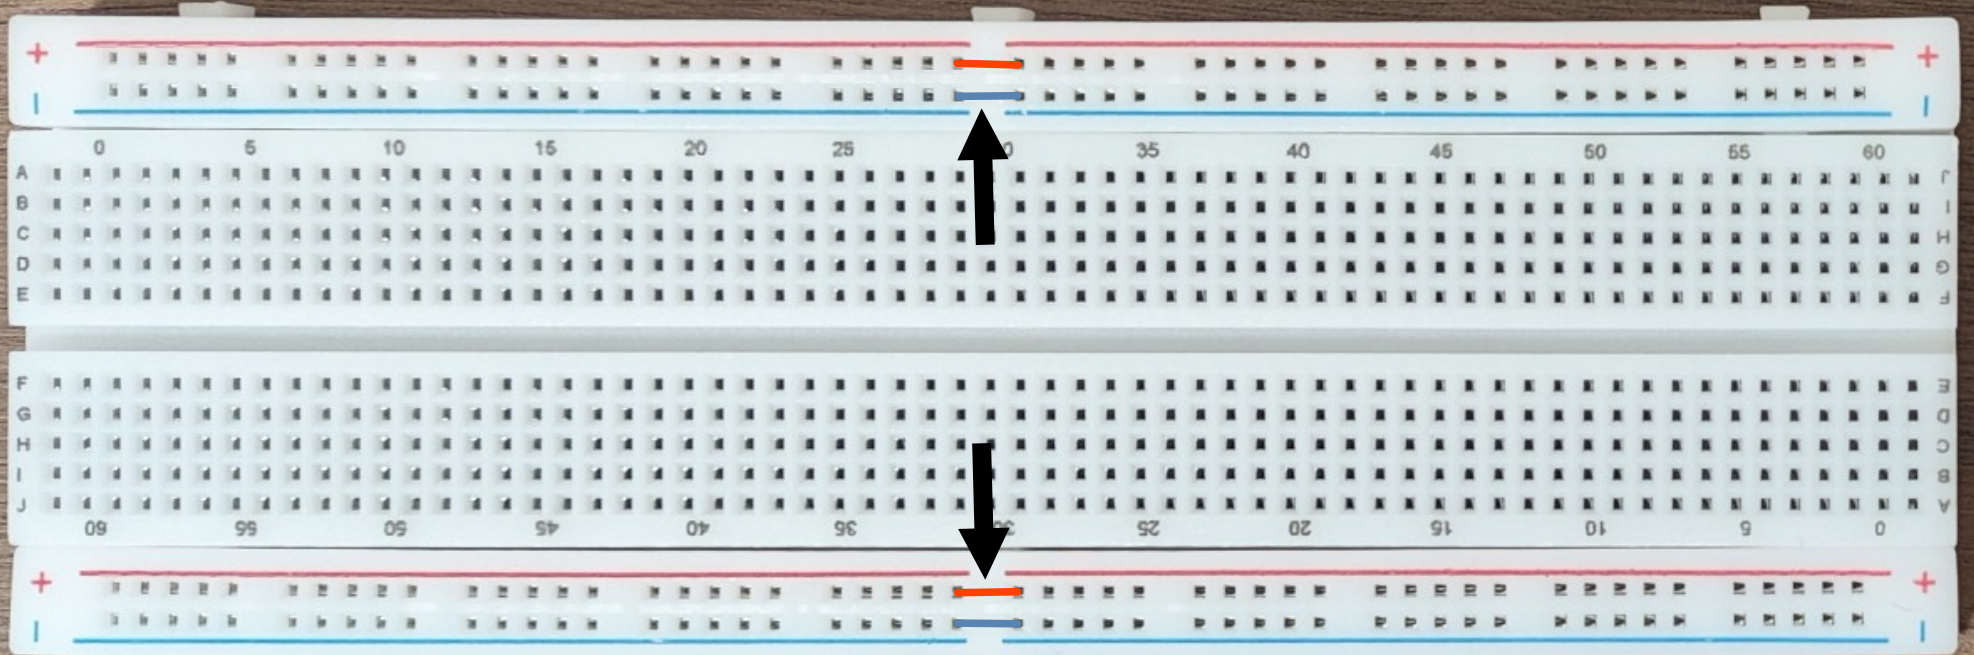 + +
− −
0 5 10 15 20 25 35 40 45 50 55 60
A J
B I
C H
D G
E F
F E
G D
H C
I B
J A
60 55 50 45 40 35 30 25 20 15 10 5 0
+ +
− −